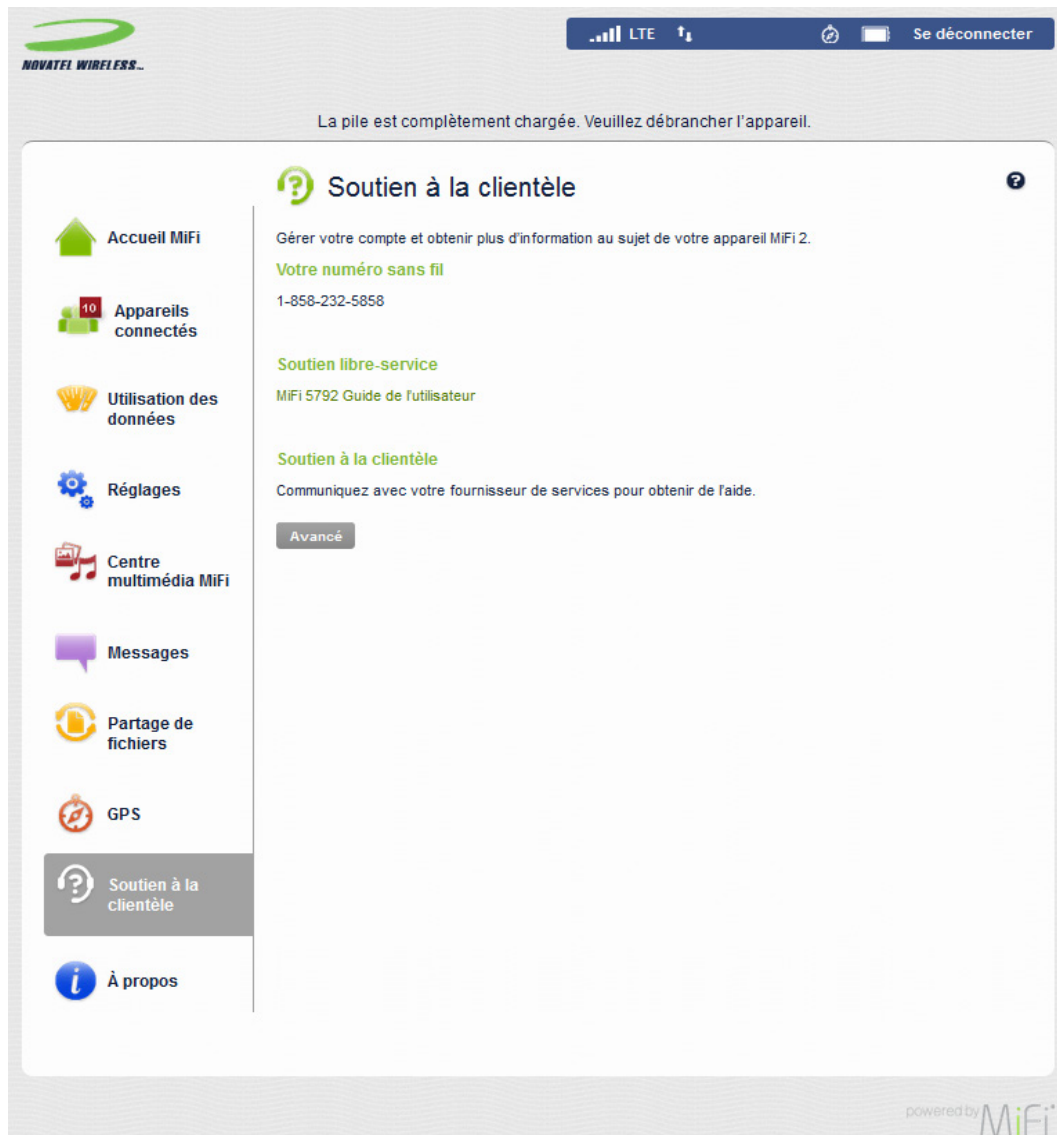 LTE
Se déconnecter
NOVATEL WIRELESS
La pile est complètement chargée. Veuillez débrancher l'appareil.
Soutien à la clientèle
Accueil MiFi
Gérer votre compte et obtenir plus d'information au sujet de votre appareil MiFi 2.
Votre numéro sans fil
1-858-232-5858
10
Appareils
connectés
Soutien libre-service
MiFi 5792 Guide de l'utilisateur
Utilisation des
données
Soutien à la clientèle
Communiquez avec votre fournisseur de services pour obtenir de l'aide.
Réglages
Avancé
Centre
multimédia MiFi
Messages
Partage de
fichiers
GPS
Soutien à la
clientèle
À propos
powered by MiFi